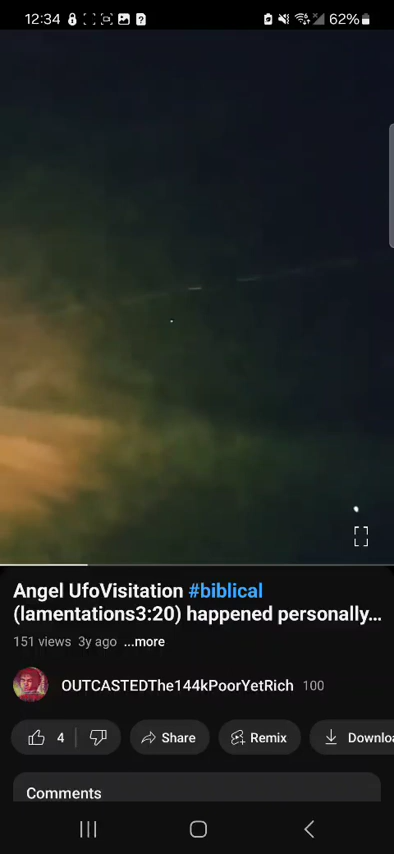 12:34
62%
Angel UfoVisitation #biblical
(lamentations3:20) happened personally...
151 views 3y ago ...more
OUTCASTEDThe144kPoorYetRich 100
4 Share Remix Downloa
Comments